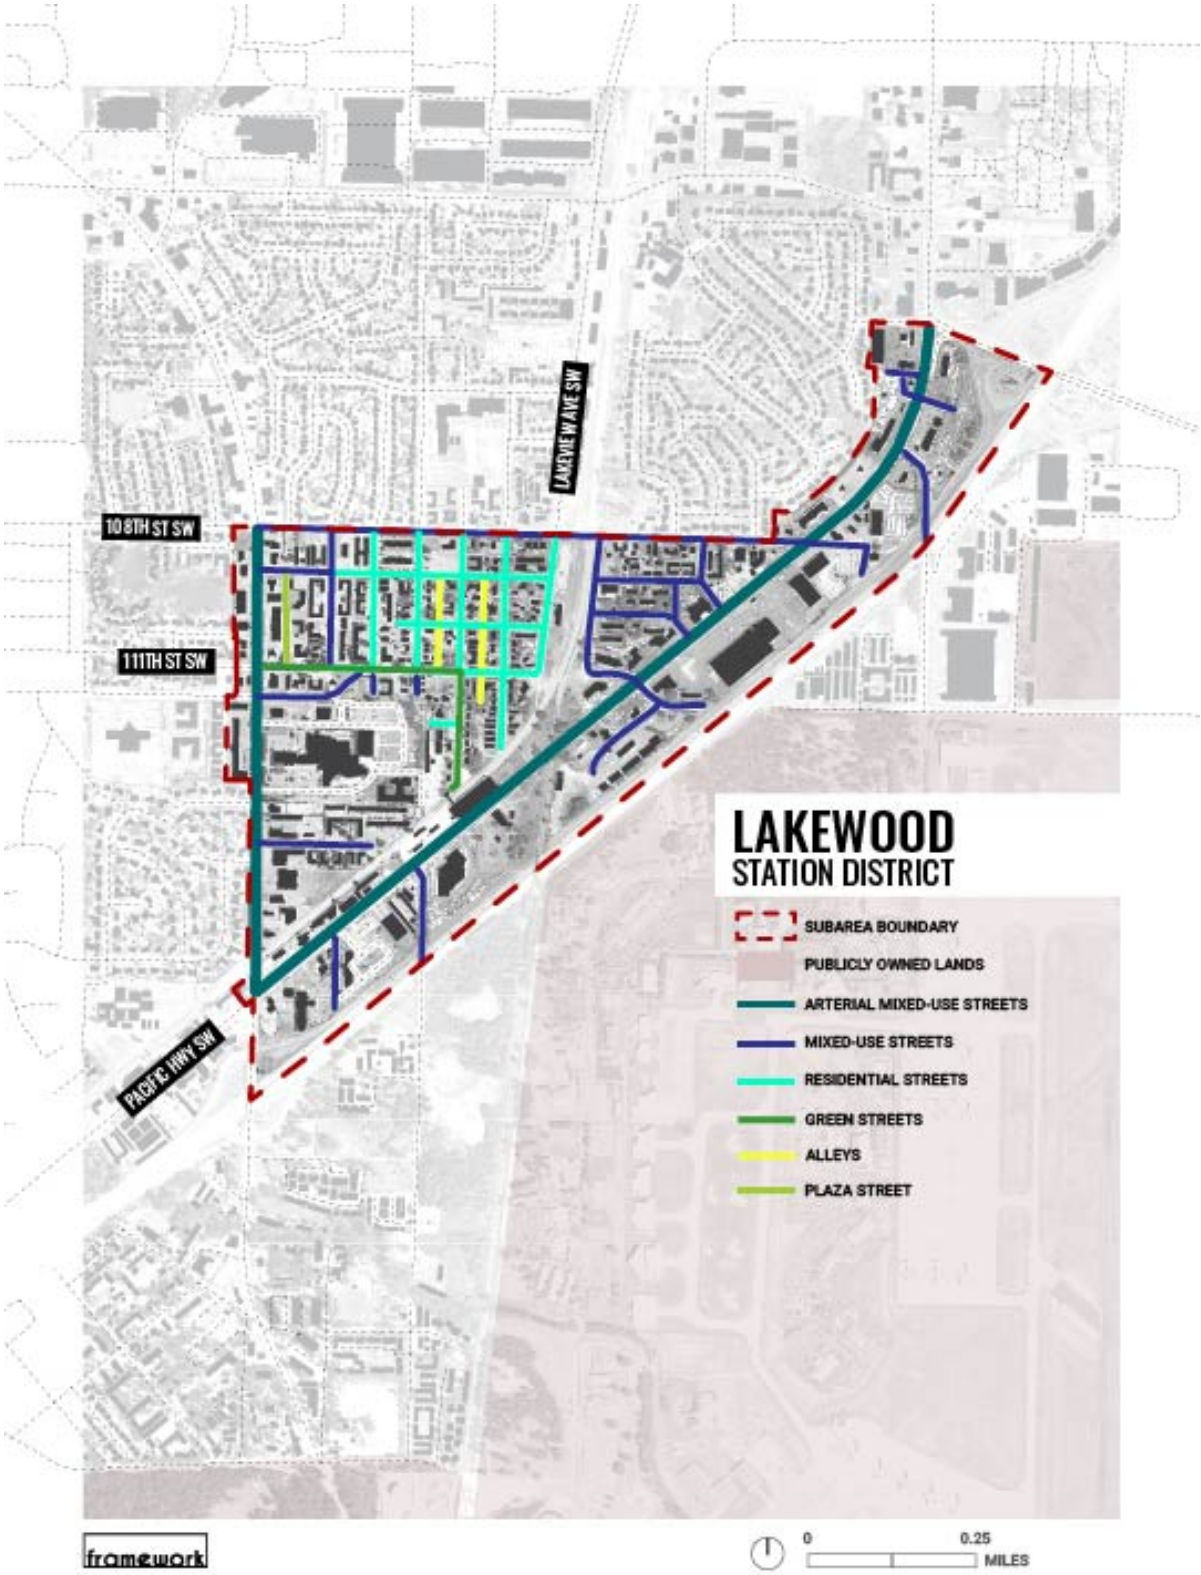 LAKEVIEW AVE SW
108TH ST SW
111TH ST SW
PACIFIC HWY SW
LAKEWOOD
STATION DISTRICT
SUBAREA BOUNDARY
PUBLICLY OWNED LANDS
ARTERIAL MIXED-USE STREETS
MIXED-USE STREETS
RESIDENTIAL STREETS
GREEN STREETS
ALLEYS
PLAZA STREET
framework
0 0.25
MILES